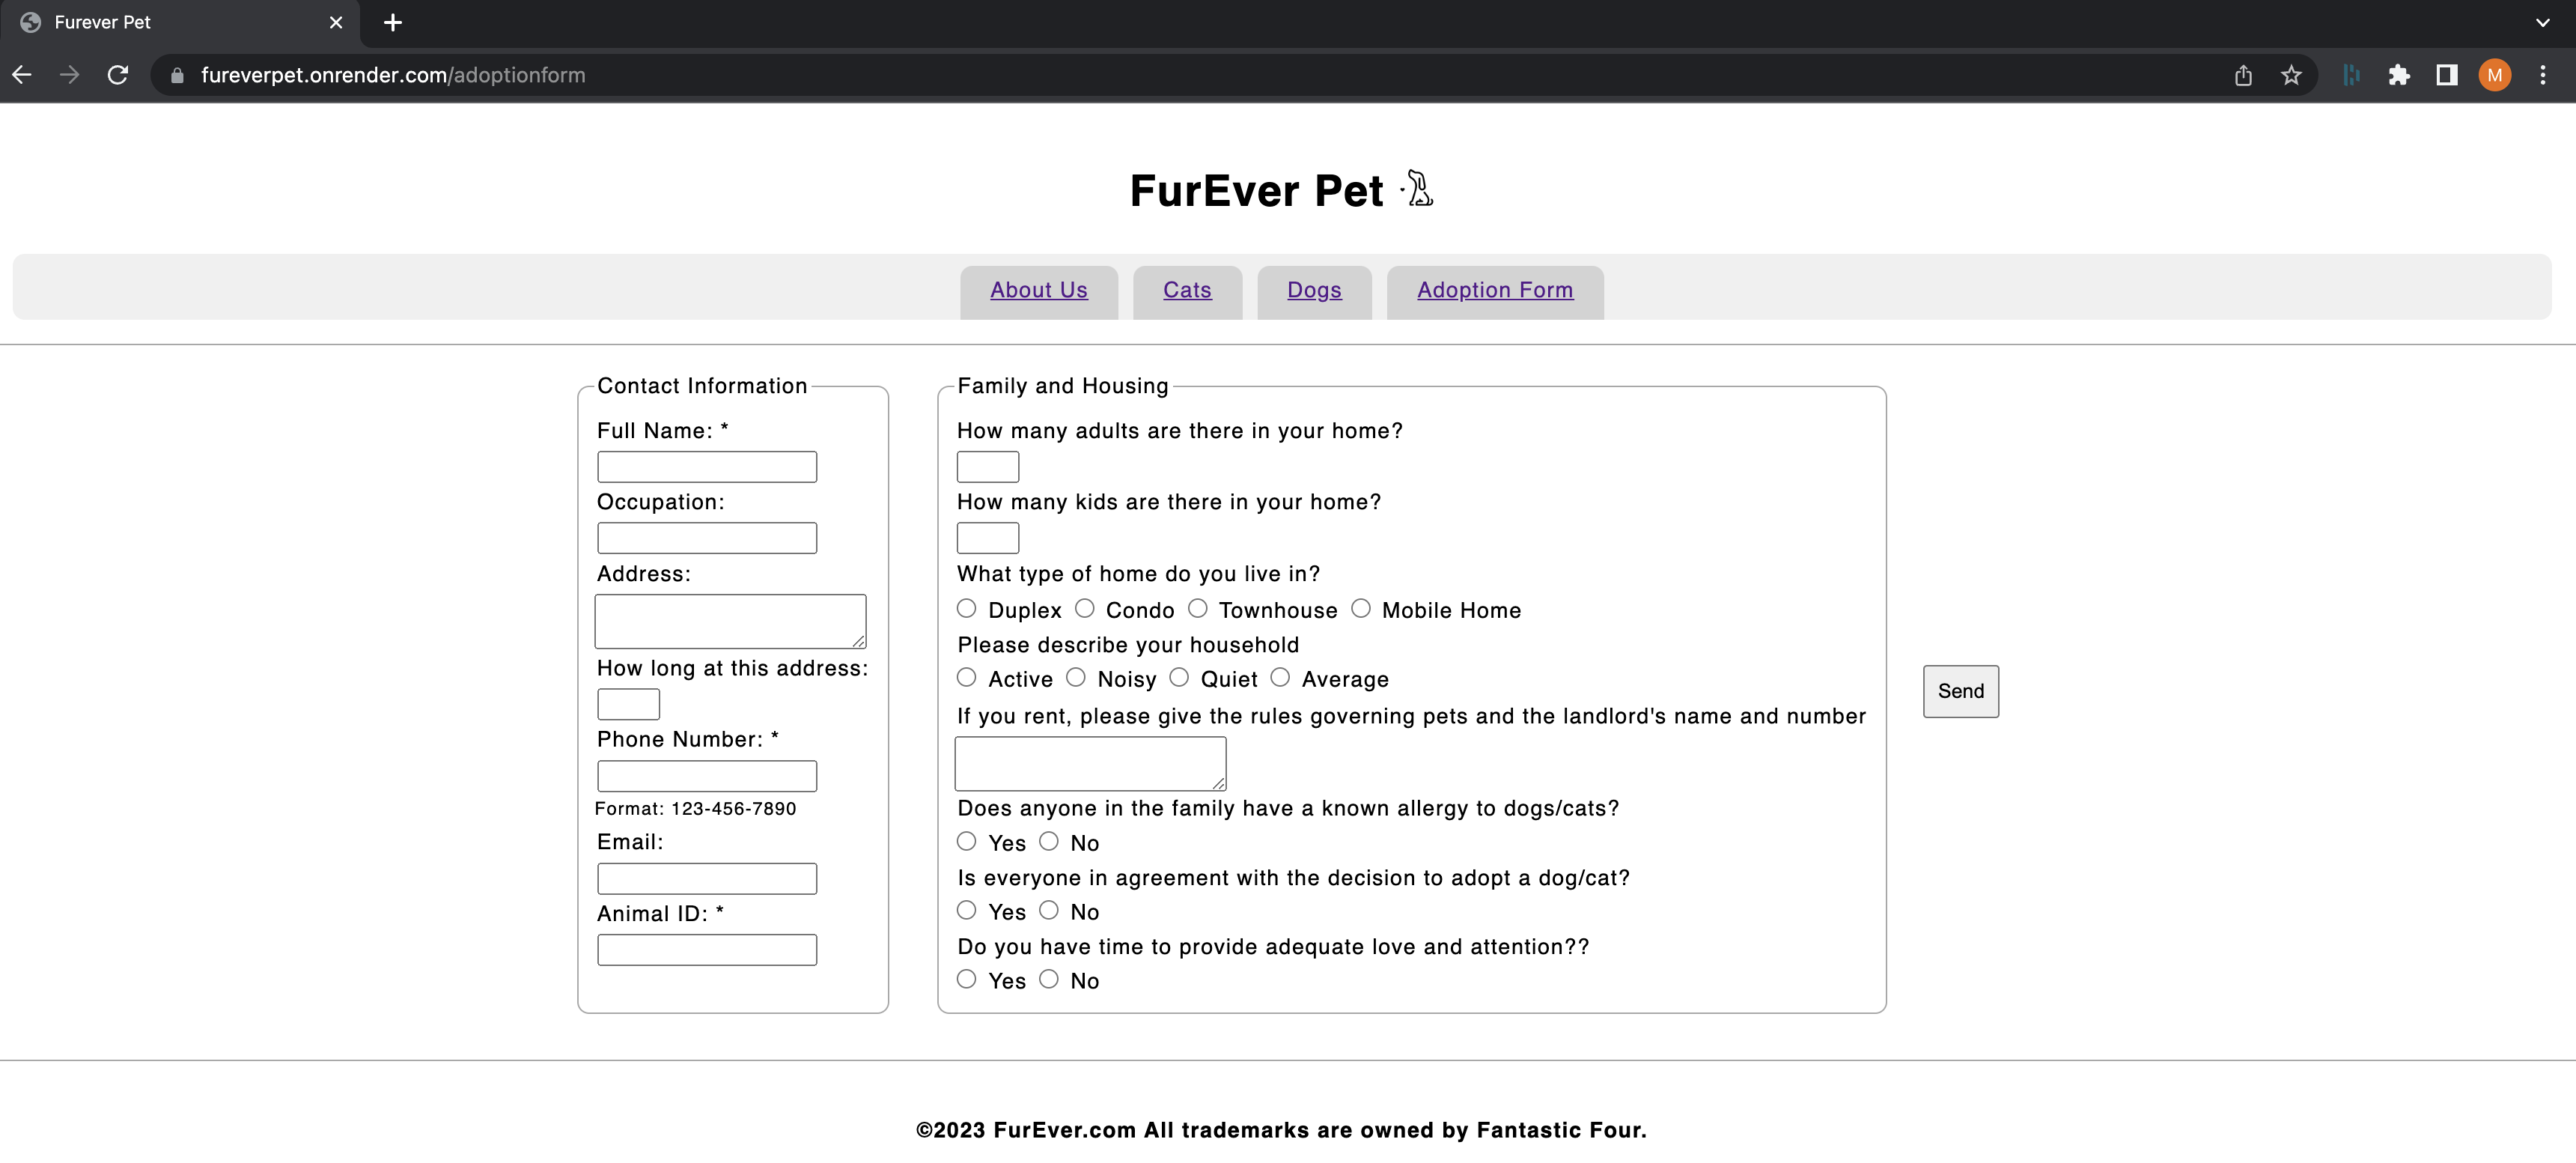 Furever Pet
fureverpet.onrender.com/adoptionform
M
FurEver Pet
About Us
Cats
Dogs
Adoption Form
Contact Information
Full Name: *
Occupation:
Address:
How long at this address:
Phone Number: *
Format: 123-456-7890
Email:
Animal ID: *
Family and Housing
How many adults are there in your home?
How many kids are there in your home?
What type of home do you live in?
Duplex Condo Townhouse Mobile Home
Please describe your household
Active Noisy Quiet Average
If you rent, please give the rules governing pets and the landlord's name and number
Does anyone in the family have a known allergy to dogs/cats?
Yes No
Is everyone in agreement with the decision to adopt a dog/cat?
Yes No
Do you have time to provide adequate love and attention??
Yes No
Send
©2023 FurEver.com All trademarks are owned by Fantastic Four.